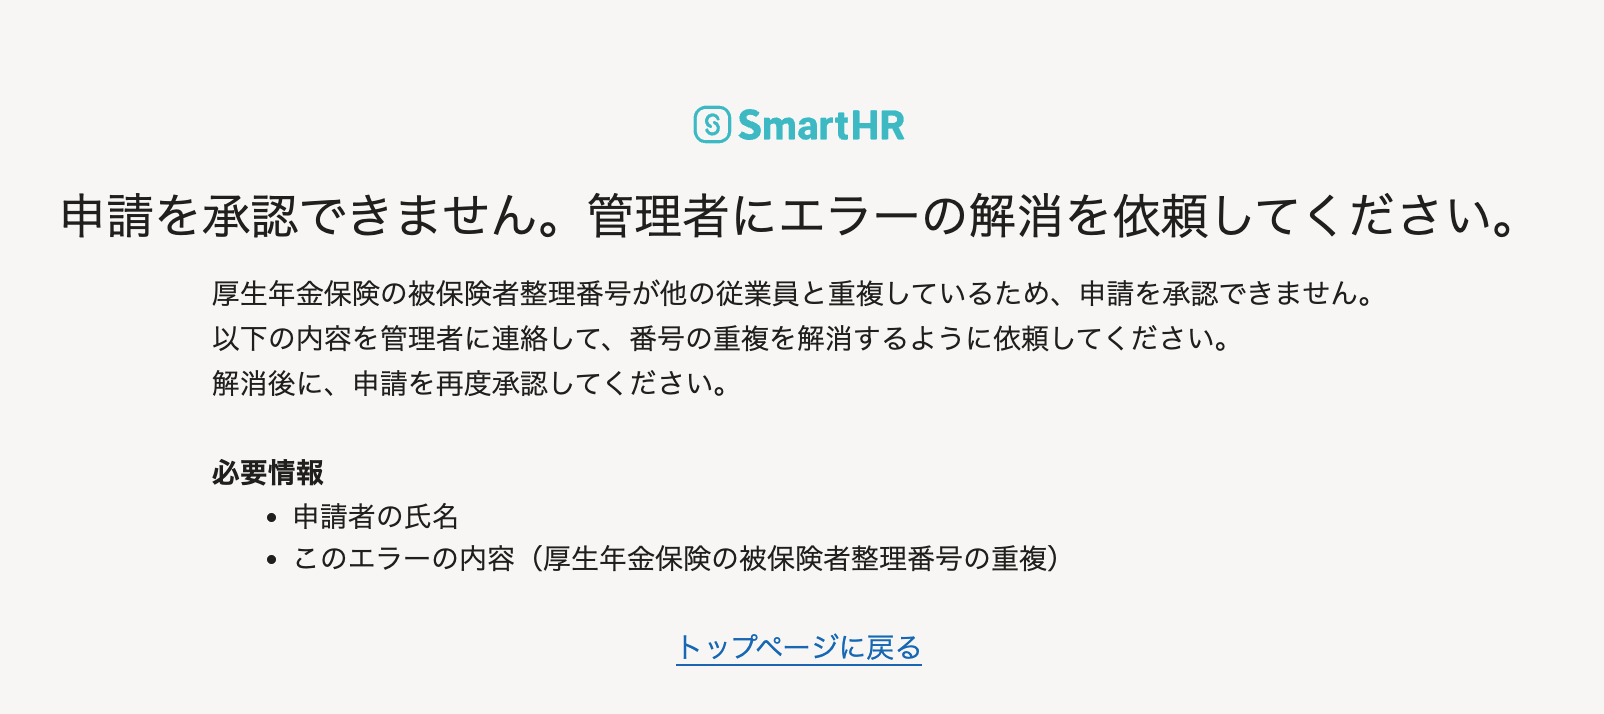 SmartHR
申請を承認できません。管理者にエラーの解消を依頼してください。
厚生年金保険の被保険者整理番号が他の従業員と重複しているため、申請を承認できません。
以下の内容を管理者に連絡して、番号の重複を解消するように依頼してください。
解消後に、申請を再度承認してください。
必要情報
• 申請者の氏名
• このエラーの内容（厚生年金保険の被保険者整理番号の重複）
トップページに戻る